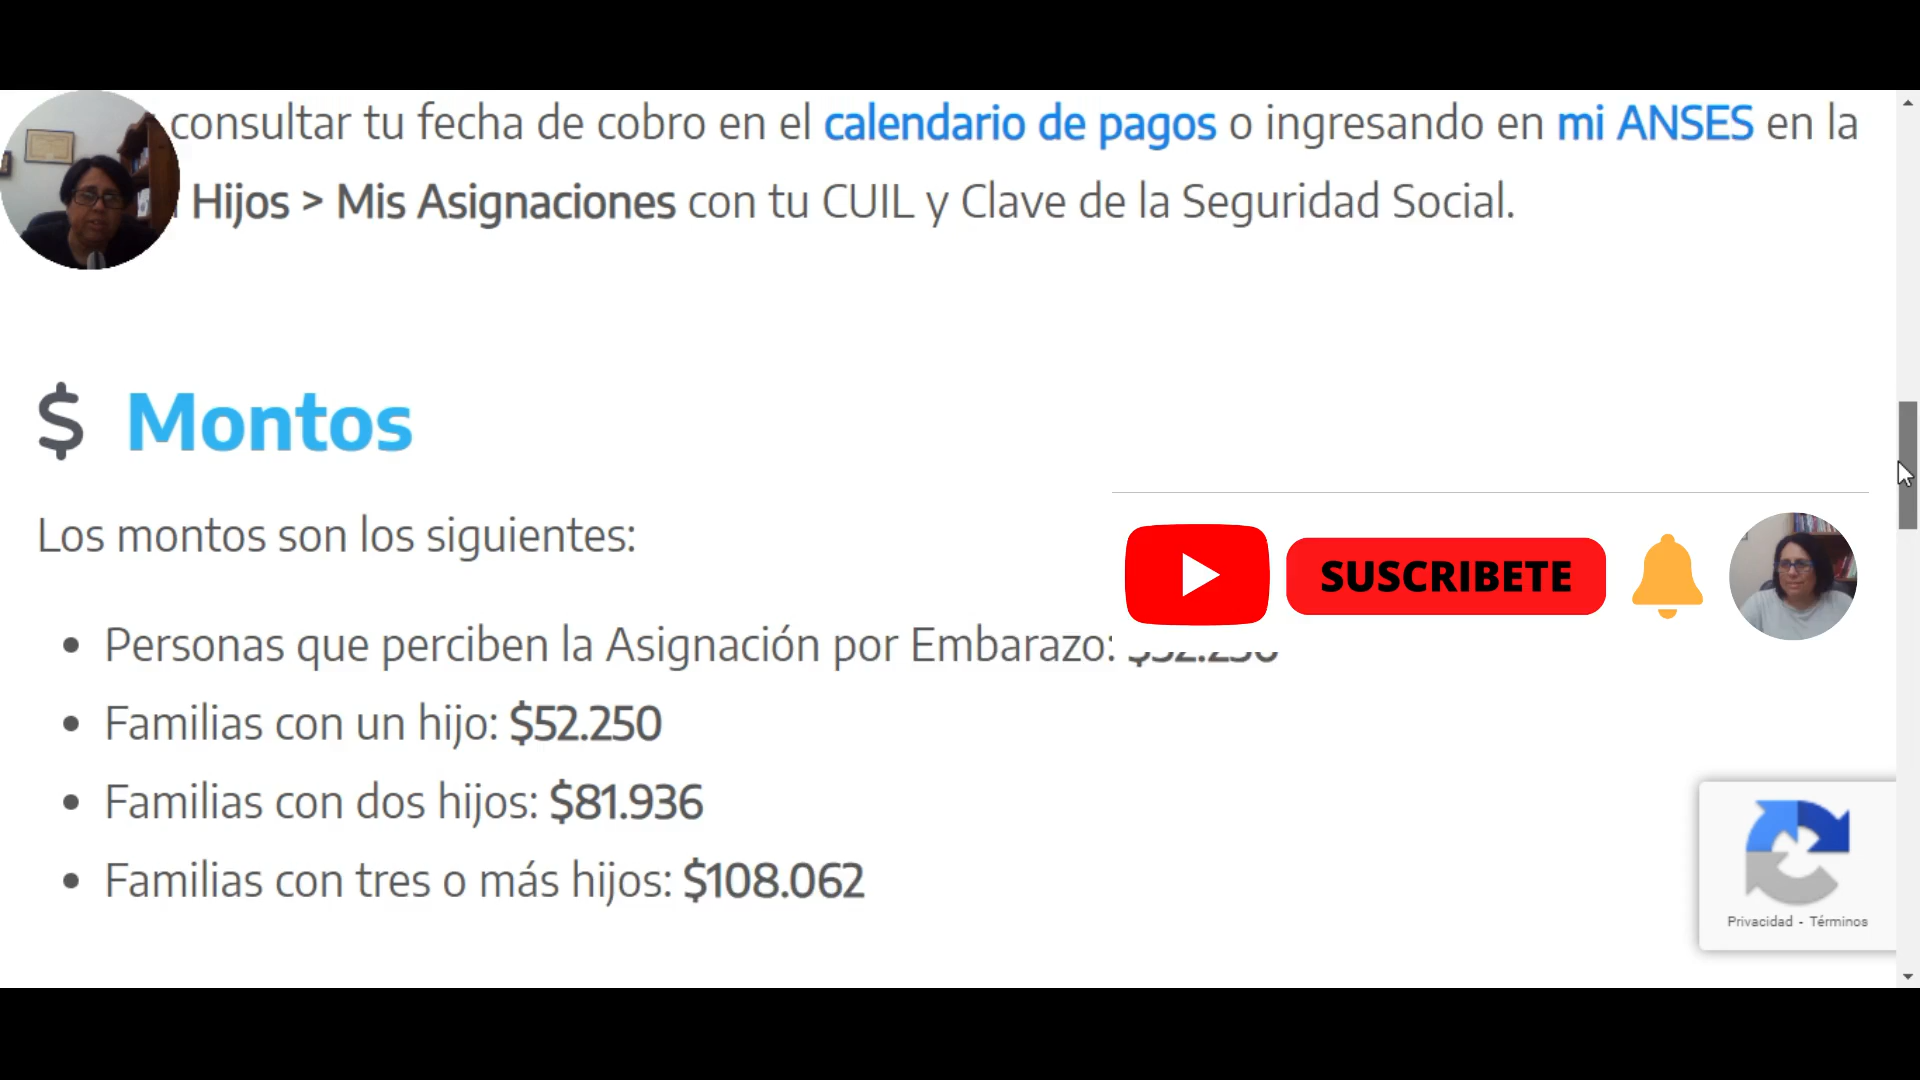 consultar tu fecha de cobro en el calendario de pagos o ingresando en mi ANSES en la
Hijos > Mis Asignaciones con tu CUIL y Clave de la Seguridad Social.
$ Montos
Los montos son los siguientes:
SUSCRIBETE
Personas que perciben la Asignación por Embarazo:
Familias con un hijo: $52.250
Familias con dos hijos: $81.936
Familias con tres o más hijos: $108.062
Privacidad - Términos